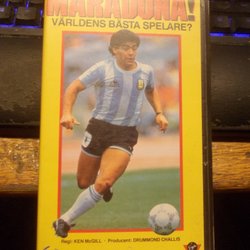 MARADONA!
VÄRLDENS BÄSTA SPELARE?
Regi: KEN McGILL Producent: DRUMMOND CHALLIS